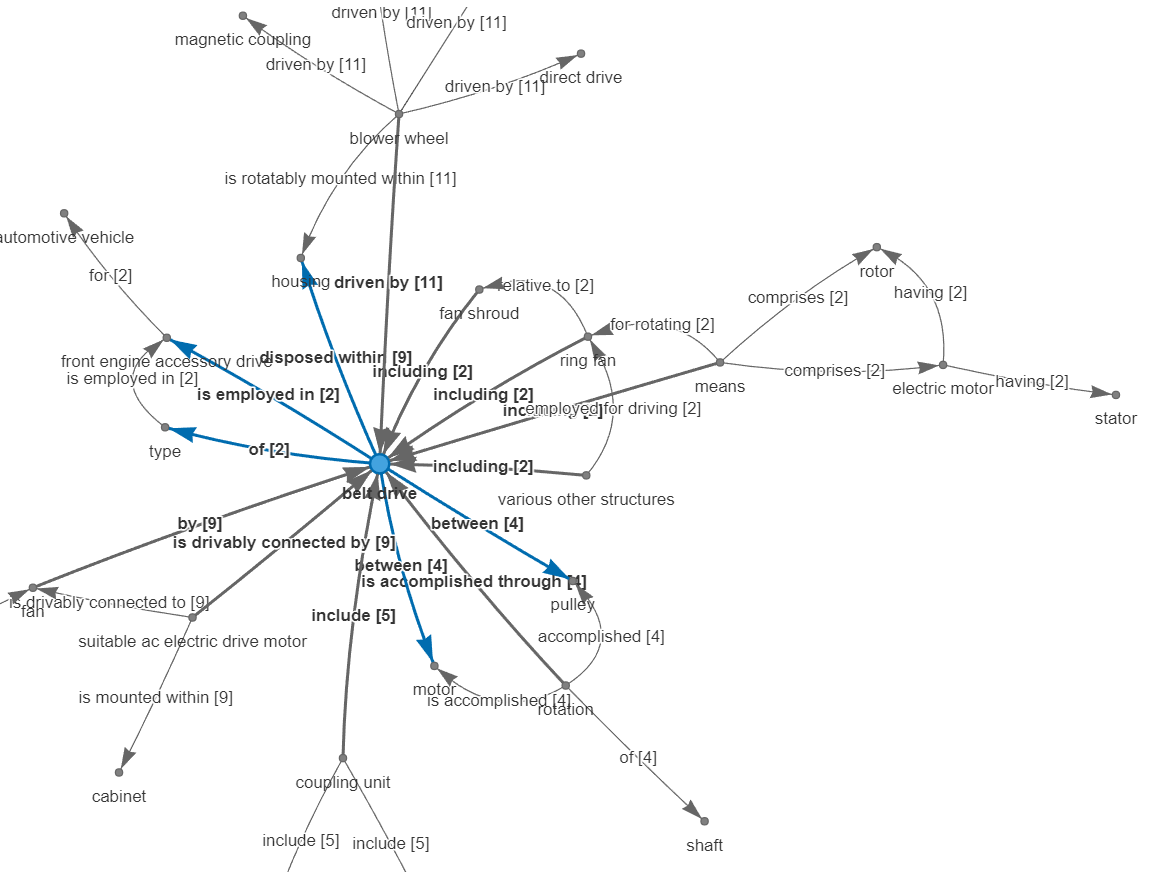 driven by [11]
driven by [11]
magnetic coupling
driven by [11]
direct drive
driven by [11]
blower wheel
is rotatably mounted within [11]
automotive vehicle
for [2]
housing
driven by [11]
relative to [2]
fan shroud
rotor
comprises [2]
having [2]
for rotating [2]
ring fan
front engine accessory drive
is employed in [2]
disposed within [9]
including [2]
means
comprises [2]
electric motor
having [2]
stator
is employed in [2]
including [2]
employed for driving [2]
type
of [2]
including [2]
belt drive
various other structures
by [9]
is drivably connected by [9]
between [4]
between [4]
is accomplished through [4]
is drivably connected to [9]
fan
include [5]
pulley
suitable ac electric drive motor
accomplished [4]
is mounted within [9]
motor
is accomplished [4]
rotation
cabinet
coupling unit
of [4]
include [5]
include [5]
shaft